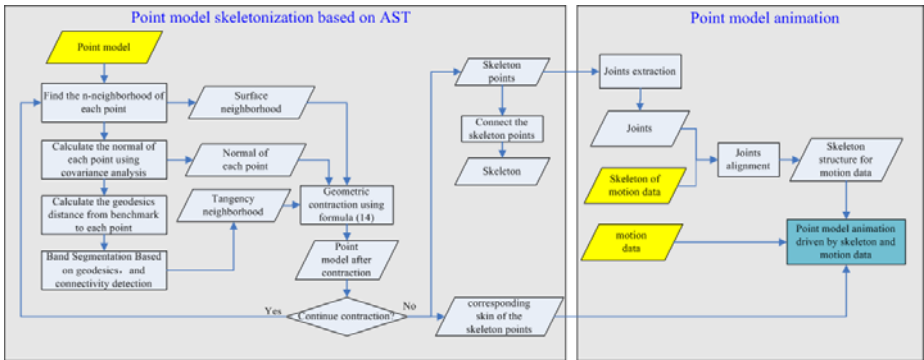 Point model skeletonization based on AST
Point model
Find the n-neighborhood of
each point
Surface
neighborhood
Calculate the normal
of each point using
covariance analysis
Normal of
each point
Calculate the geodesics
distance from benchmark
to each point
Tangency
neighborhood
Geometric
contraction using
formula (14)
Band Segmentation Based
on geodesics, and
connectivity detection
Point
model after
contraction
Continue contraction?
Yes
No
Skeleton
points
Connect the
skeleton points
Skeleton
corresponding
skin of the
skeleton points
Point model animation
Joints extraction
Joints
Skeleton of
motion data
Joints
alignment
Skeleton
structure for
motion data
motion
data
Point model animation
driven by skeleton and
motion data